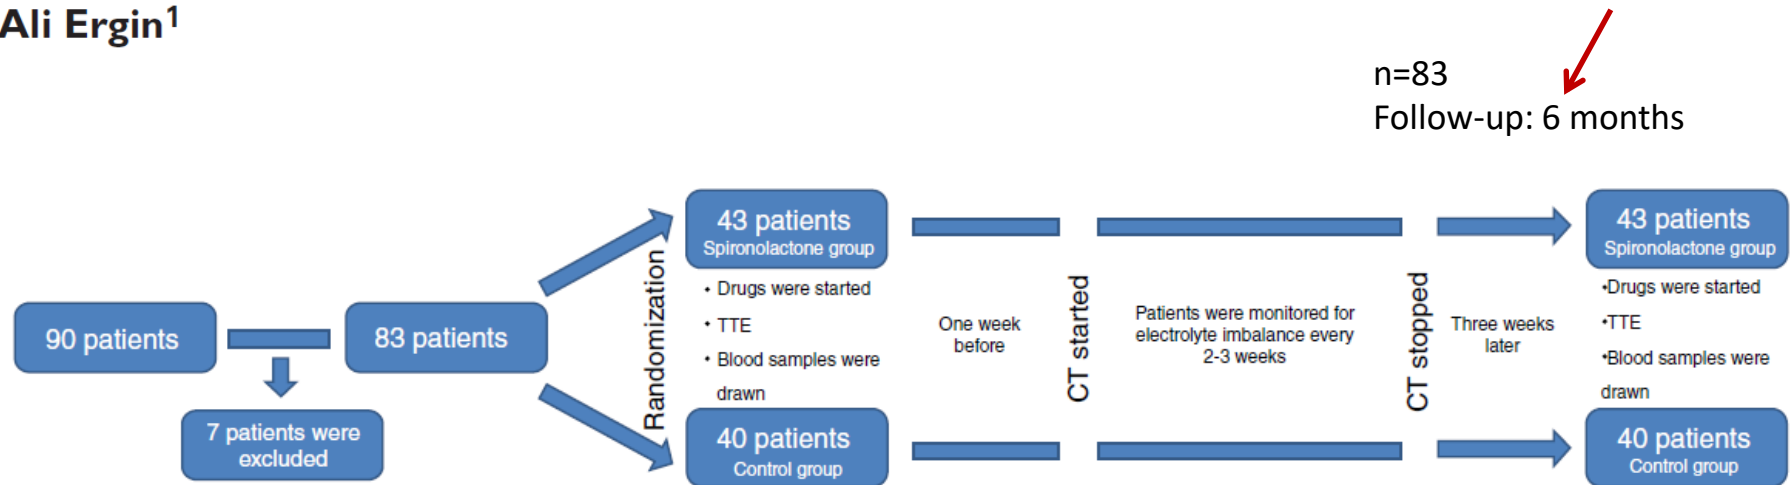 Ali Ergin1
n=83
Follow-up: 6 months
90 patients
7 patients were
excluded
83 patients
Randomization
43 patients
Spironolactone group
• Drugs were started
• TTE
• Blood samples were
drawn
40 patients
Control group
One week
before
CT started
Patients were monitored for
electrolyte imbalance every
2-3 weeks
CT stopped
Three weeks
later
43 patients
Spironolactone group
•Drugs were started
•TTE
•Blood samples were
drawn
40 patients
Control group